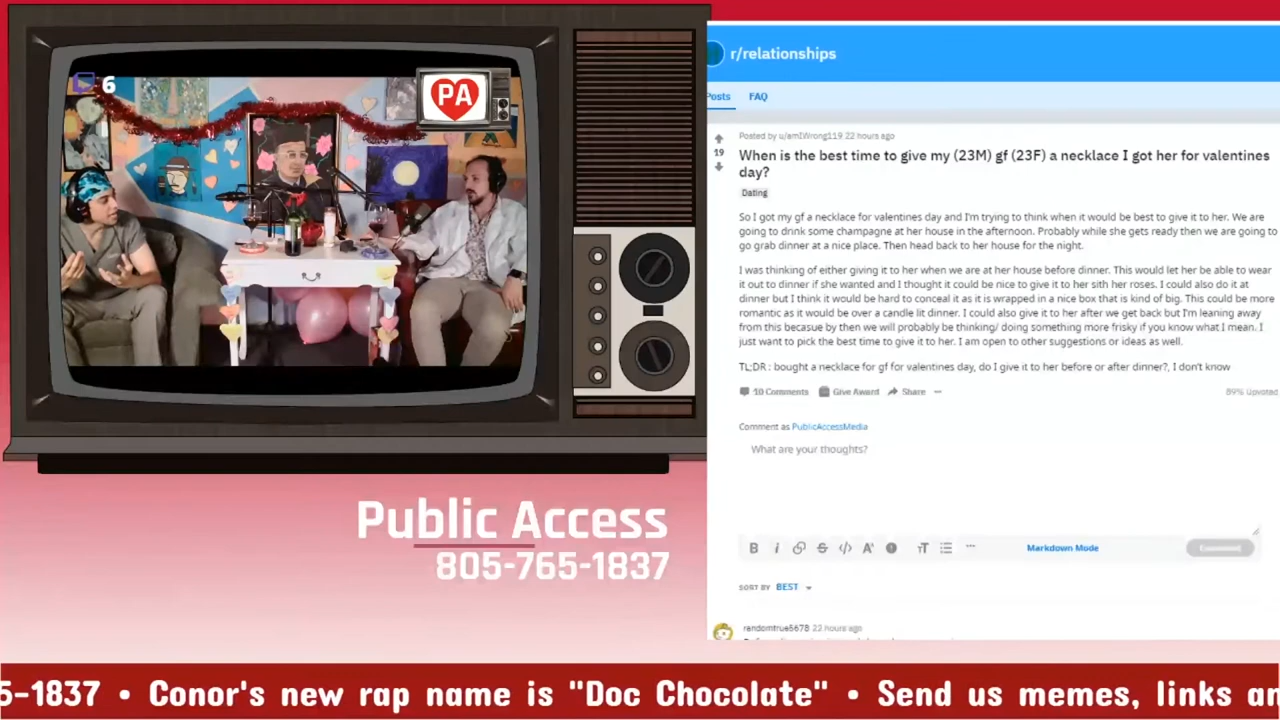 6
PA
r/relationships
Posts
FAQ
Posted by u/amIWrong119 22 hours ago
19
When is the best time to give my (23M) gf (23F) a necklace I got her for valentines
day?
Dating
So I got my gf a necklace for valentines day and I'm trying to think when it would be best to give it to her. We are
going to drink some champagne at her house in the afternoon. Probably while she gets ready then we are going to
go grab dinner at a nice place. Then head back to her house for the night.
I was thinking of either giving it to her when we are at her house before dinner. This would let her be able to wear
it out to dinner if she wanted and I thought it could be nice to give it to her sith her roses. I could also do it at
dinner but I think it would be hard to conceal it as it is wrapped in a nice box that is kind of big. This could be more
romantic as it would be over a candle lit dinner. I could also give it to her after we get back but I'm leaning away
from this becasue by then we will probably be thinking/ doing something more frisky if you know what I mean. I
just want to pick the best time to give it to her. I am open to other suggestions or ideas as well.
TL;DR : bought a necklace for gf for valentines day, do I give it to her before or after dinner?, I don't know
10 Comments Give Award Share ...
89% Upvoted
Comment as PublicAccessMedia
What are your thoughts?
B i S </> A T ...
Markdown Mode
Comment
SORT BY BEST
randomtrue5678 22 hours ago
Public Access
805-765-1837
5-1837 • Conor's new rap name is "Doc Chocolate" • Send us memes, links an